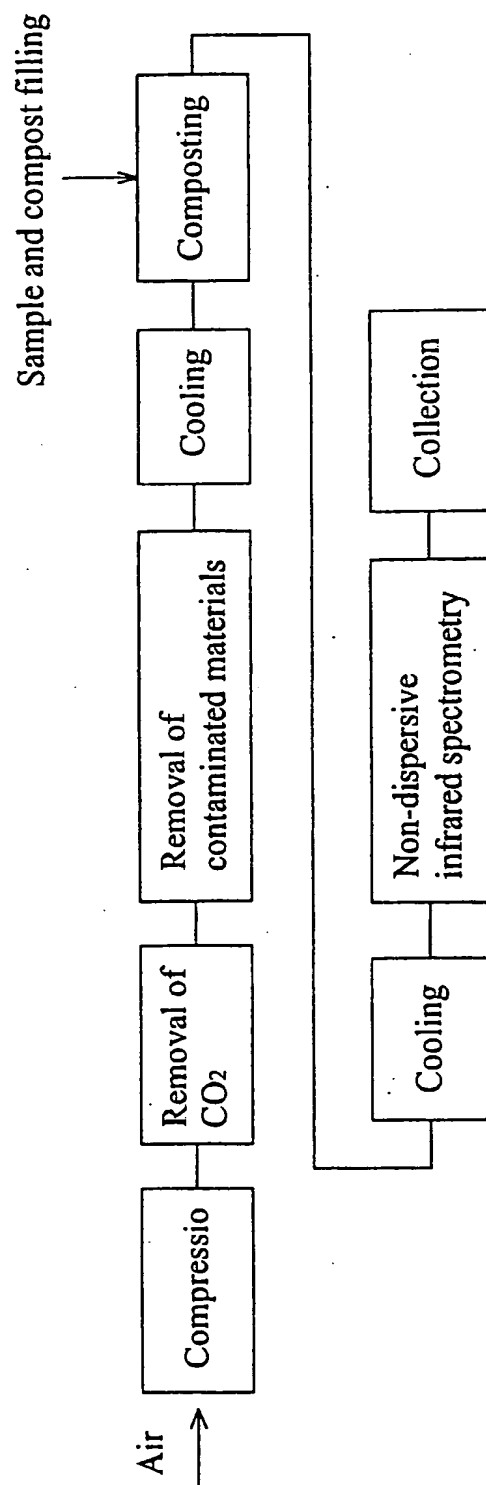 Sample and compost filling
Air
Compressio
Removal of
CO2
Removal of
contaminated materials
Cooling
Composting
Cooling
Non-dispersive
infrared spectrometry
Collection